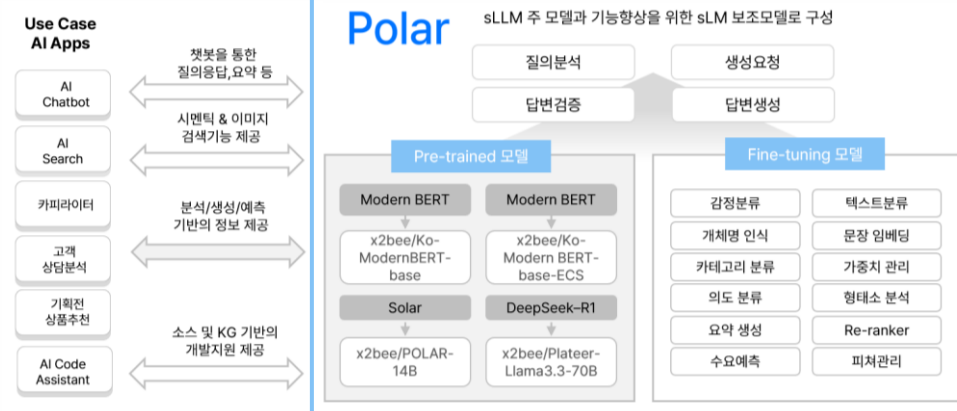 Use Case
AI Apps
AI
Chatbot
AI
Search
카피라이터
고객
상담분석
기획전
상품추천
AI Code
Assistant
챗봇을 통한
질의응답,요약 등
시멘틱 & 이미지
검색기능 제공
분석/생성/예측
기반의 정보 제공
소스 및 KG 기반의
개발지원 제공
Polar
sLLM 주 모델과 기능향상을 위한 sLM 보조모델로 구성
질의분석
생성요청
답변검증
답변생성
Pre-trained 모델
Modern BERT
x2bee/Ko-
ModernBERT-
base
Modern BERT
x2bee/Ko-
Modern BERT-
base-ECS
Solar
x2bee/POLAR-
14B
DeepSeek–R1
x2bee/Plateer-
Llama3.3-70B
Fine-tuning 모델
감정분류
텍스트분류
개체명 인식
문장 임베딩
카테고리 분류
가중치 관리
의도 분류
형태소 분석
요약 생성
Re-ranker
수요예측
피쳐관리